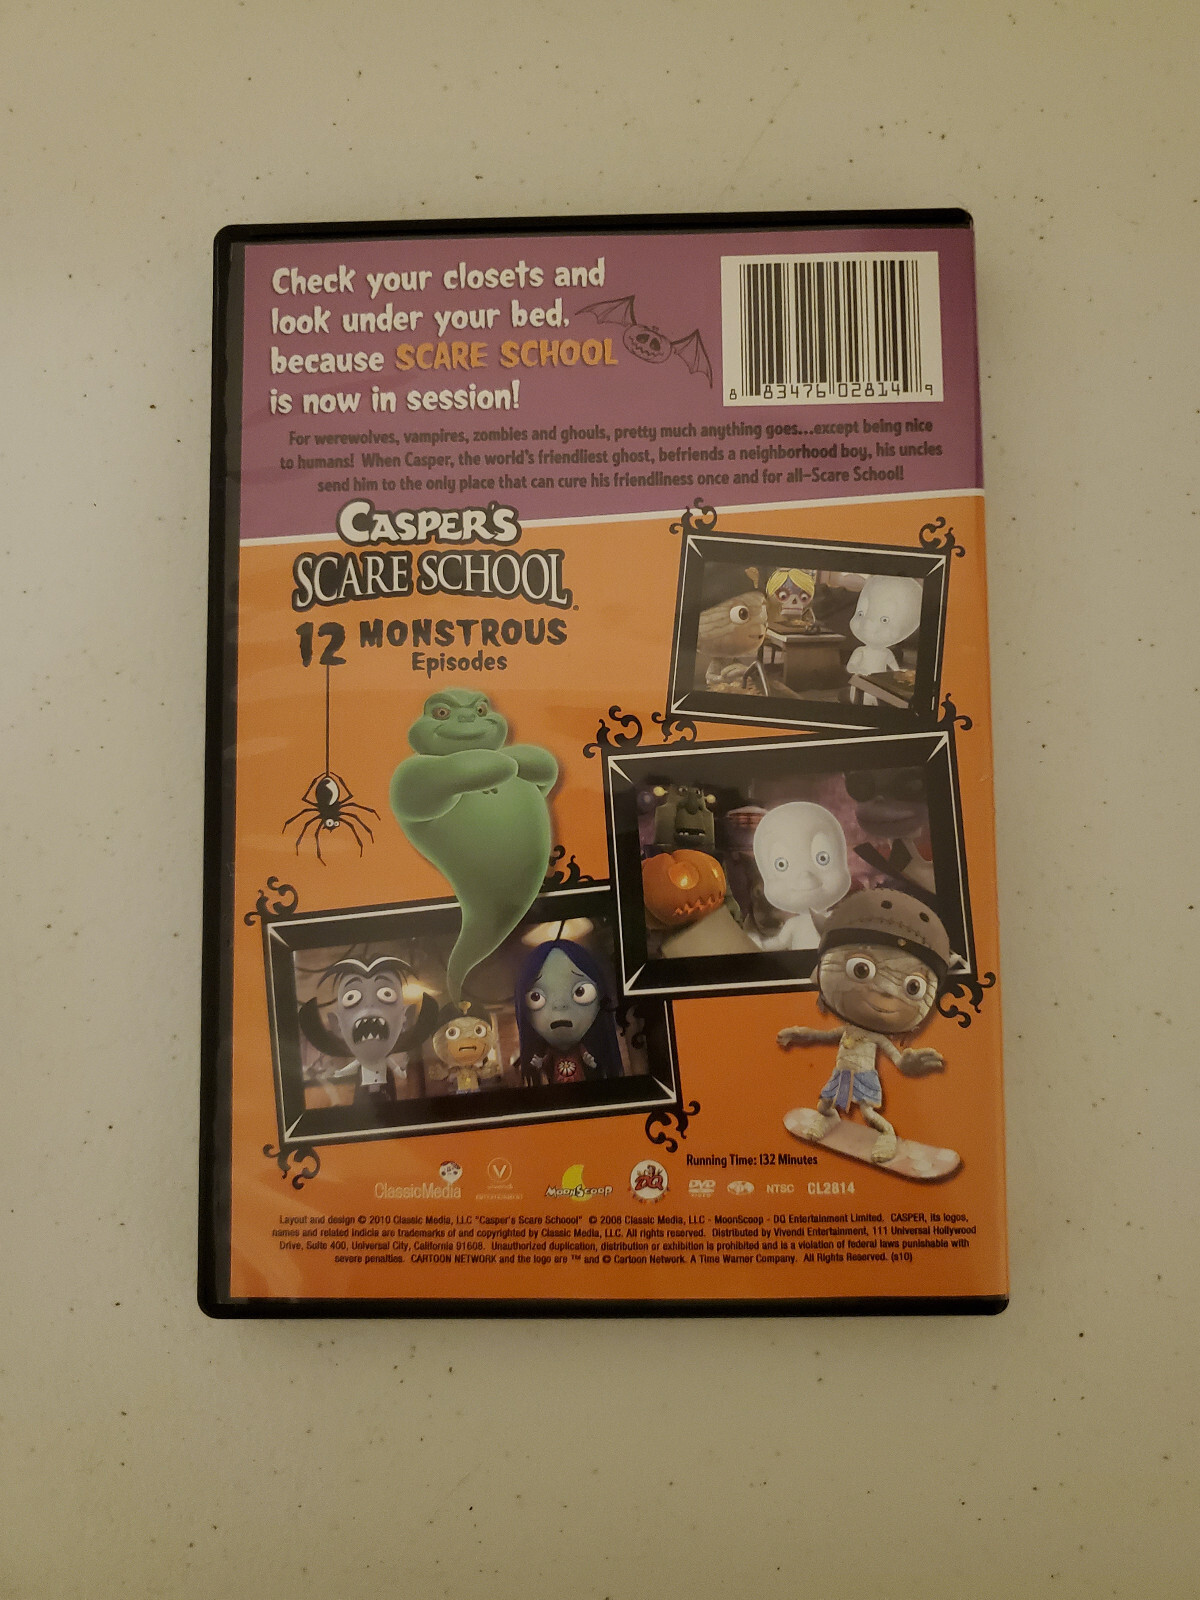 Check your closets and
look under your bed,
because SCARE SCHOOL
is now in session!
8 83476 02814 9
For werewolves, vampires, zombies and ghouls, pretty much anything goes...except being nice
to humans! When Casper, the world's friendliest ghost, befriends a neighborhood boy, his uncles
send him to the only place that can cure his friendliness once and for all-Scare School!
CASPER'S
SCARE SCHOOL
12 MONSTROUS
Episodes
Running Time: 132 Minutes
ClassicMedia
V
MoonScoop
DQ
DVD
VIDEO
NTSC
CL2814
Layout and design © 2010 Classic Media, LLC "Casper's Scare School" © 2008 Classic Media, LLC - MoonScoop - DQ Entertainment Limited. CASPER, its logos,
names and related indicia are trademarks of and copyrighted by Classic Media, LLC. All rights reserved. Distributed by Vivendi Entertainment, 111 Universal Hollywood
Drive, Suite 400, Universal City, California 91608. Unauthorized duplication, distribution or exhibition is prohibited and is a violation of federal laws punishable with
severe penalties. CARTOON NETWORK and the logo are ™ and © Cartoon Network. A Time Warner Company. All Rights Reserved. (s10)